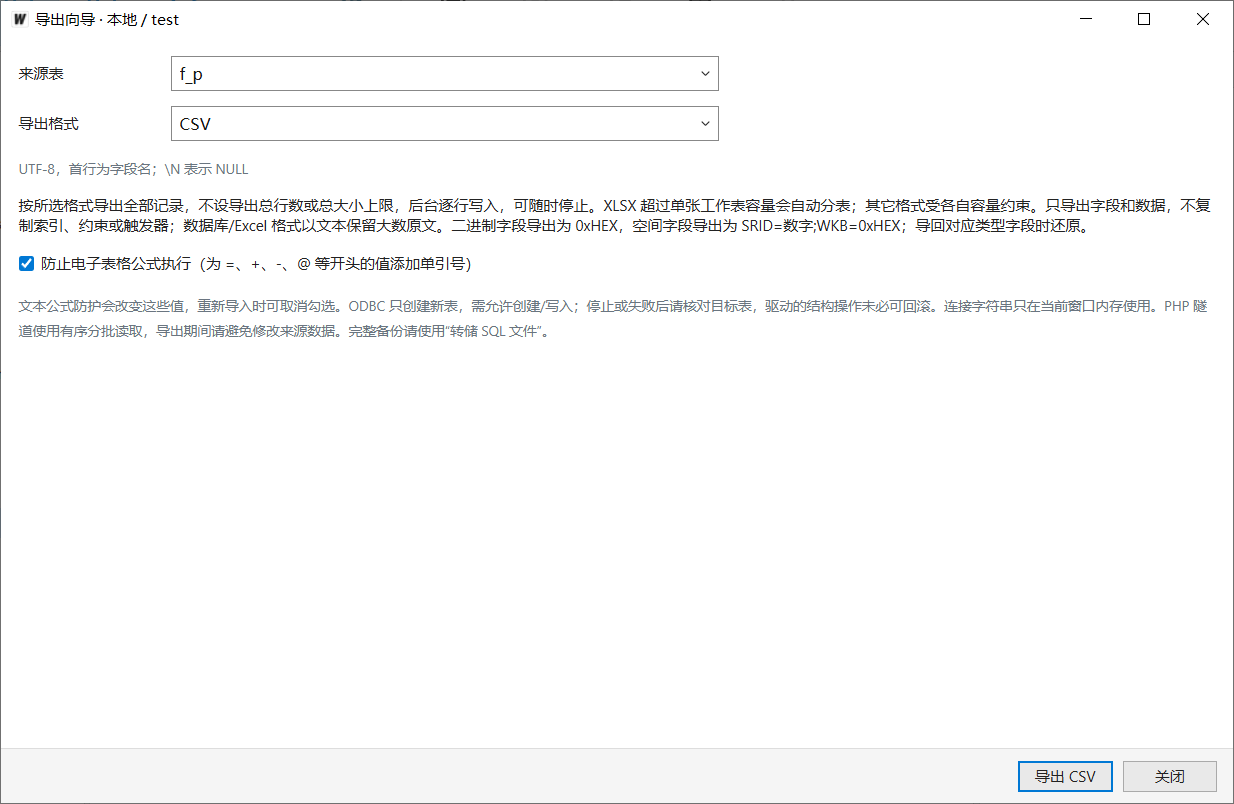 W 导出向导 · 本地 / test
来源表 f_p
导出格式 CSV
UTF-8，首行为字段名；\N 表示 NULL
按所选格式导出全部记录，不设导出总行数或总大小上限，后台逐行写入，可随时停止。XLSX 超过单张工作表容量会自动分表；其它格式受各自容量约束。只导出字段和数据，不复
制索引、约束或触发器；数据库/Excel 格式以文本保留大数原文。二进制字段导出为 0xHEX，空间字段导出为 SRID=数字;WKB=0xHEX；导回对应类型字段时还原。
防止电子表格公式执行（为 =、+、-、@ 等开头的值添加单引号）
文本公式防护会改变这些值，重新导入时可取消勾选。ODBC 只创建新表，需允许创建/写入；停止或失败后请核对目标表，驱动的结构操作未必可回滚。连接字符串只在当前窗口内存使用。PHP 隧
道使用有序分批读取，导出期间请避免修改来源数据。完整备份请使用“转储 SQL 文件”。
导出 CSV 关闭